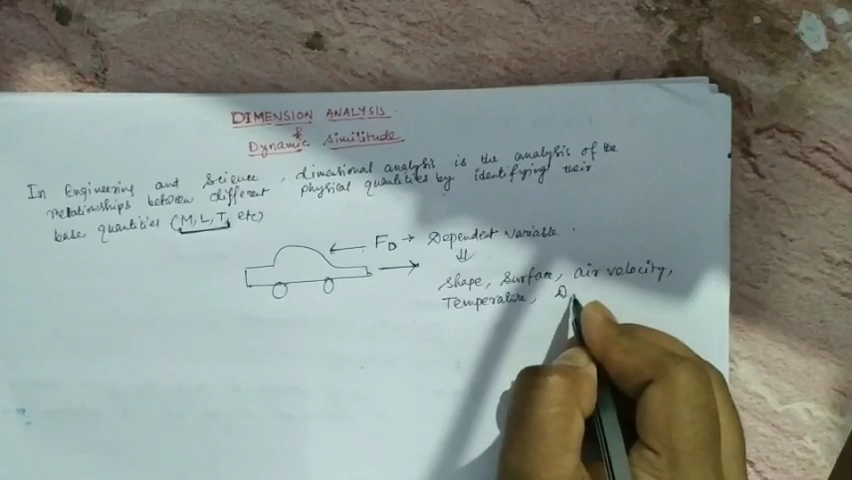 DIMENSION ANALYSIS.
&
Dynamic similitude.
In Engineering and Science, dimensional analysis is the analysis of the
relationships between different physical quantities by identifying their
base quantities (M, L, T, etc)
F_D → Dependent variable.
⇓
shape, surface, air velocity,
Temperature, D